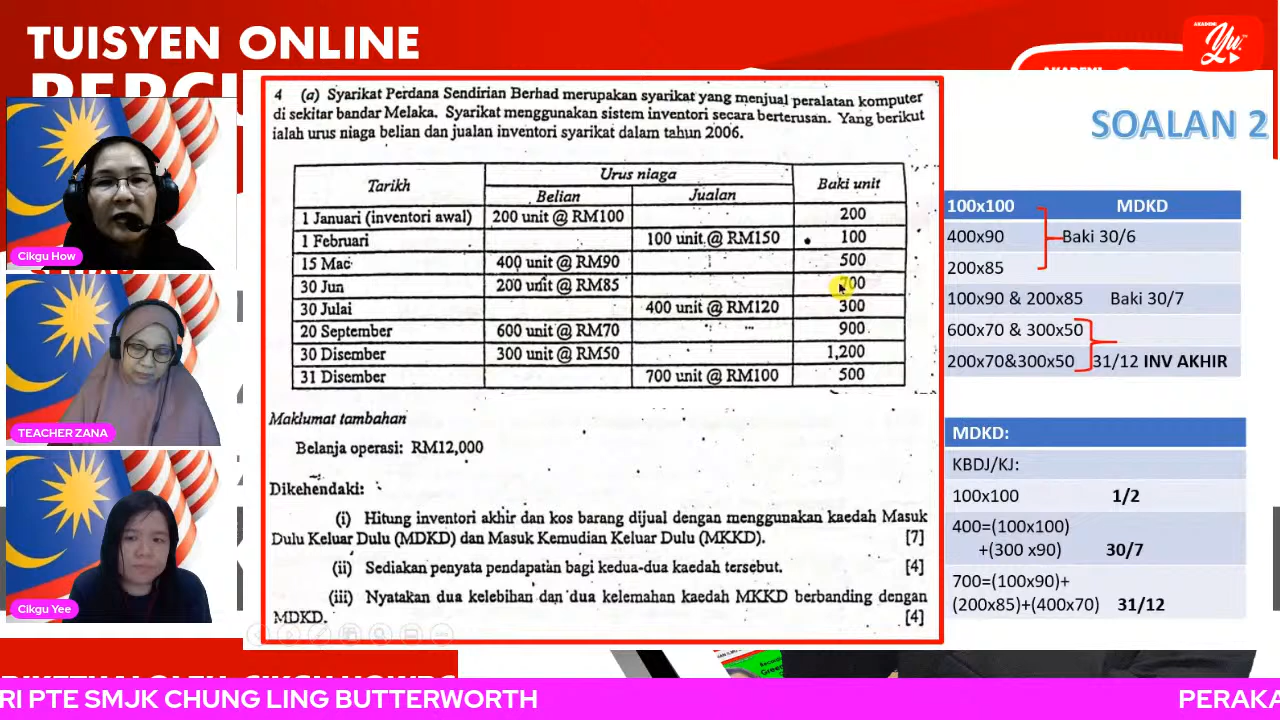 TUISYEN ONLINE
AKADEMI
Yu
SOALAN 2
4 (a) Syarikat Perdana Sendirian Berhad merupakan syarikat yang menjual peralatan komputer
di sekitar bandar Melaka. Syarikat menggunakan sistem inventori secara berterusan. Yang berikut
ialah urus niaga belian dan jualan inventori syarikat dalam tahun 2006.
Tarikh Urus niaga Baki unit
Belian Jualan
1 Januari (inventori awal) 200 unit @ RM100 200
1 Februari 100 unit @ RM150 100
15 Mac 400 unit @ RM90 500
30 Jun 200 unit @ RM85 700
30 Julai 400 unit @ RM120 300
20 September 600 unit @ RM70 900
30 Disember 300 unit @ RM50 1,200
31 Disember 700 unit @ RM100 500
Maklumat tambahan
Belanja operasi: RM12,000
Dikehendaki:
(i) Hitung inventori akhir dan kos barang dijual dengan menggunakan kaedah Masuk
Dulu Keluar Dulu (MDKD) dan Masuk Kemudian Keluar Dulu (MKKD). [7]
(ii) Sediakan penyata pendapatan bagi kedua-dua kaedah tersebut. [4]
(iii) Nyatakan dua kelebihan dan dua kelemahan kaedah MKKD berbanding dengan
MDKD. [4]
100x100 MDKD
400x90 Baki 30/6
200x85
100x90 & 200x85 Baki 30/7
600x70 & 300x50
200x70&300x50 31/12 INV AKHIR
MDKD:
KBDJ/KJ:
100x100 1/2
400=(100x100)
+(300 x90) 30/7
700=(100x90)+
(200x85)+(400x70) 31/12
Cikgu How
TEACHER ZANA
Cikgu Yee
RI PTE SMJK CHUNG LING BUTTERWORTH
PERAKA